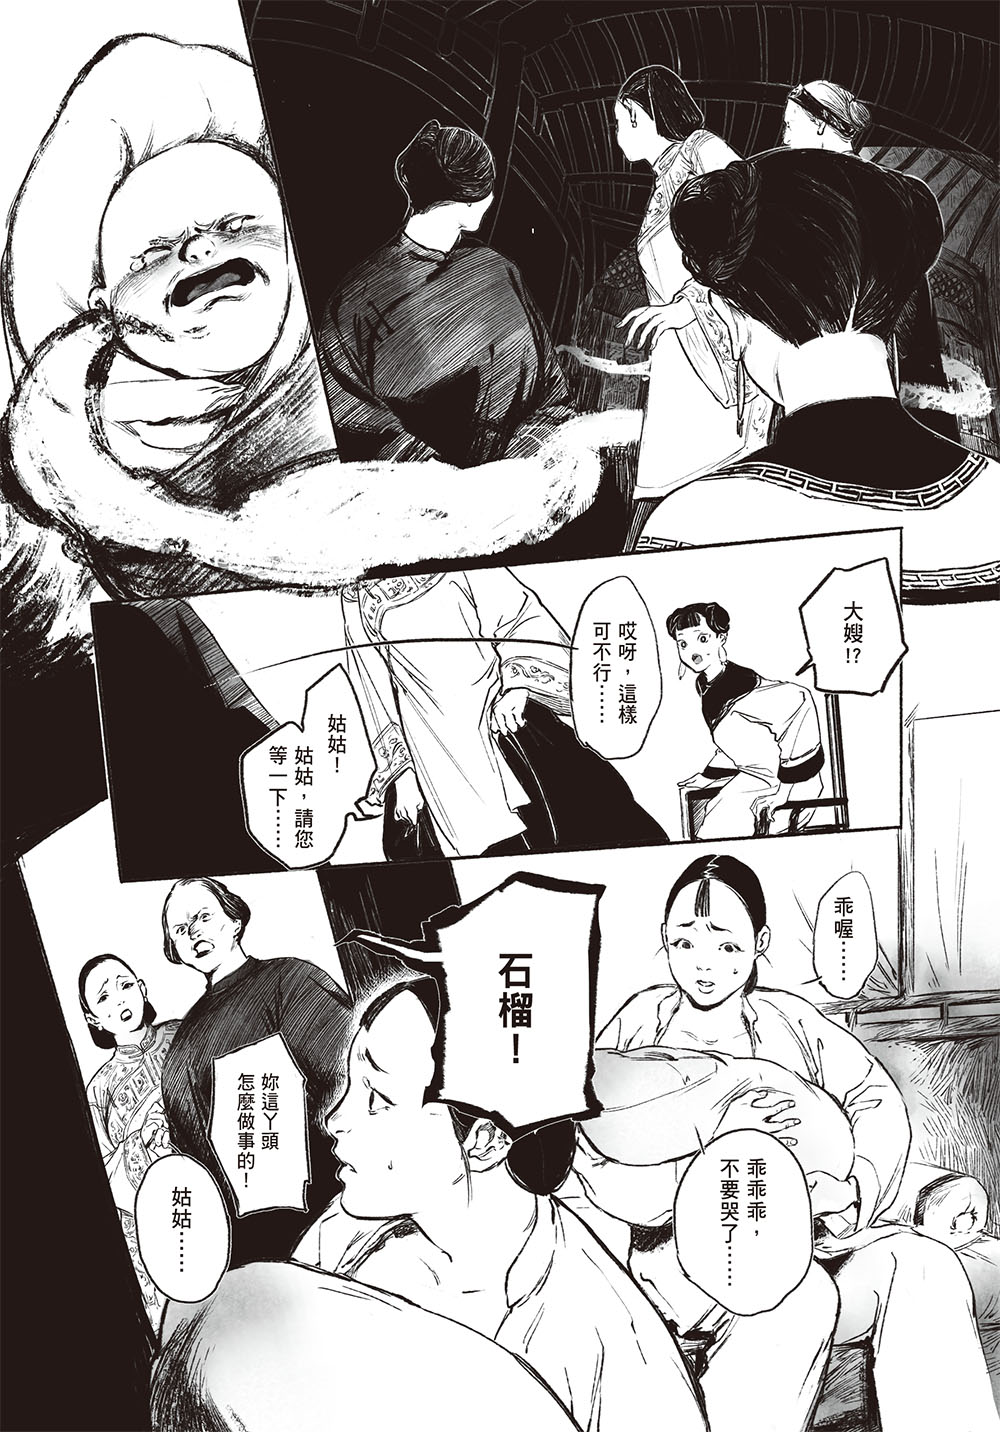 大嫂!?
哎呀，這樣
可不行……
姑姑！
姑姑，請您
等一下……
乖喔……
乖乖乖，
不要哭了……
石榴！
妳這丫頭
怎麼做事的！
姑姑……